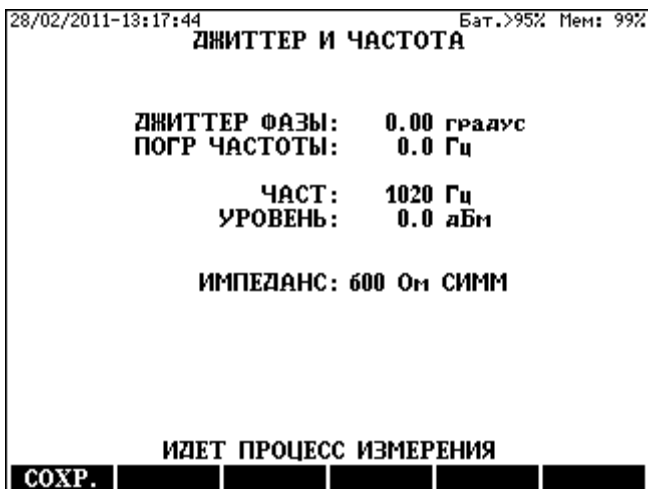 28/02/2011-13:17:44 Бат.>95% Мем: 99%
ДЖИТТЕР И ЧАСТОТА
ДЖИТТЕР ФАЗЫ: 0.00 градус
ПОГР ЧАСТОТЫ: 0.0 Гц
ЧАСТ: 1020 Гц
УРОВЕНЬ: 0.0 дБм
ИМПЕДАНС: 600 Ом СИММ
ИДЕТ ПРОЦЕСС ИЗМЕРЕНИЯ
СОХР.